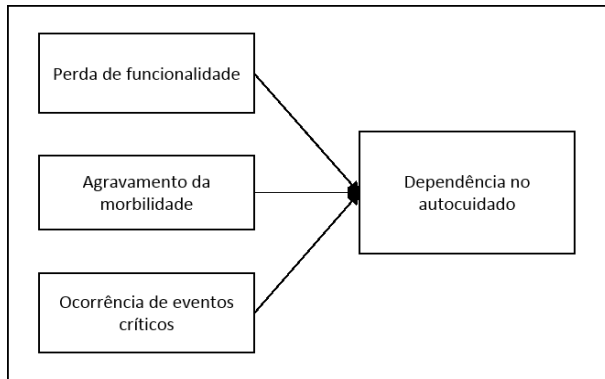 Perda de funcionalidade
Agravamento da
morbilidade
Ocorrência de eventos
críticos
Dependência no
autocuidado